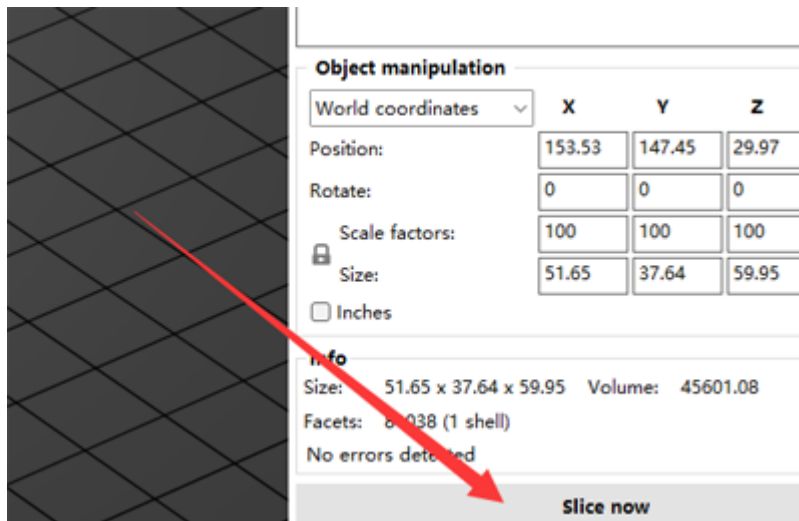 Object manipulation
World coordinates X Y Z
Position: 153.53 147.45 29.97
Rotate: 0 0 0
Scale factors: 100 100 100
Size: 51.65 37.64 59.95
Inches
Info
Size: 51.65 x 37.64 x 59.95 Volume: 45601.08
Facets: (1 shell)
No errors detected
Slice now